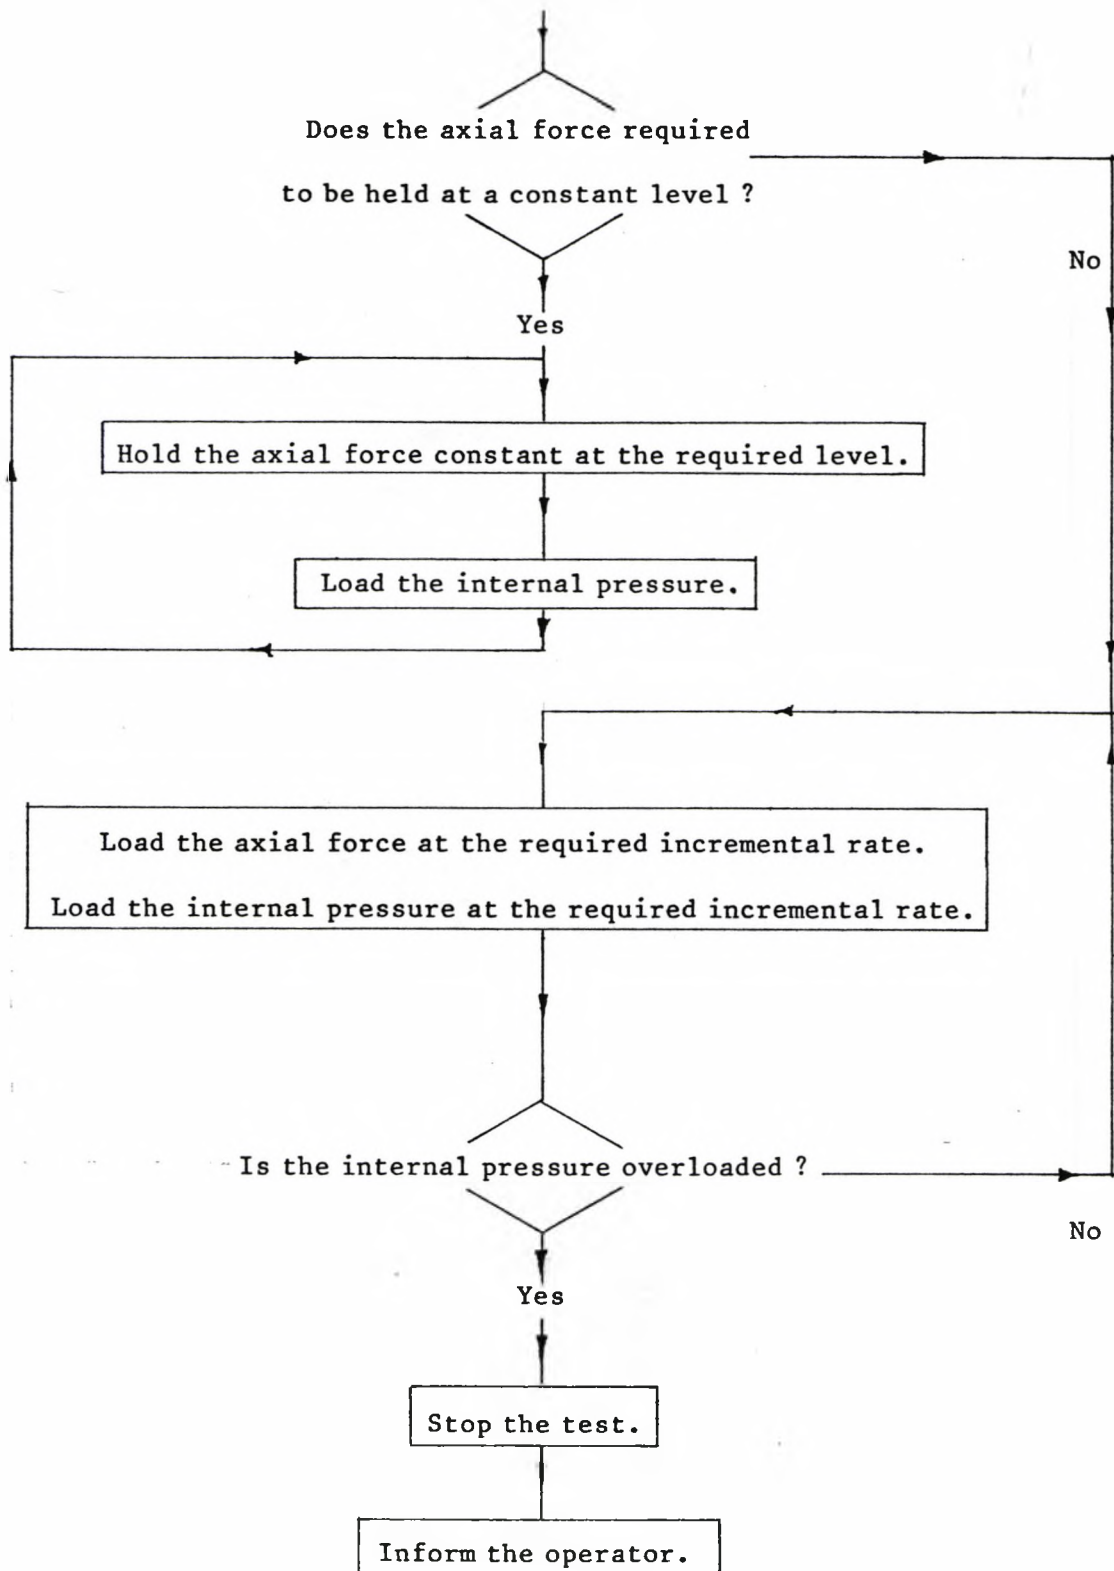 Does the axial force required
to be held at a constant level ?
No
Yes
Hold the axial force constant at the required level.
Load the internal pressure.
Load the axial force at the required incremental rate.
Load the internal pressure at the required incremental rate.
Is the internal pressure overloaded ?
No
Yes
Stop the test.
Inform the operator.